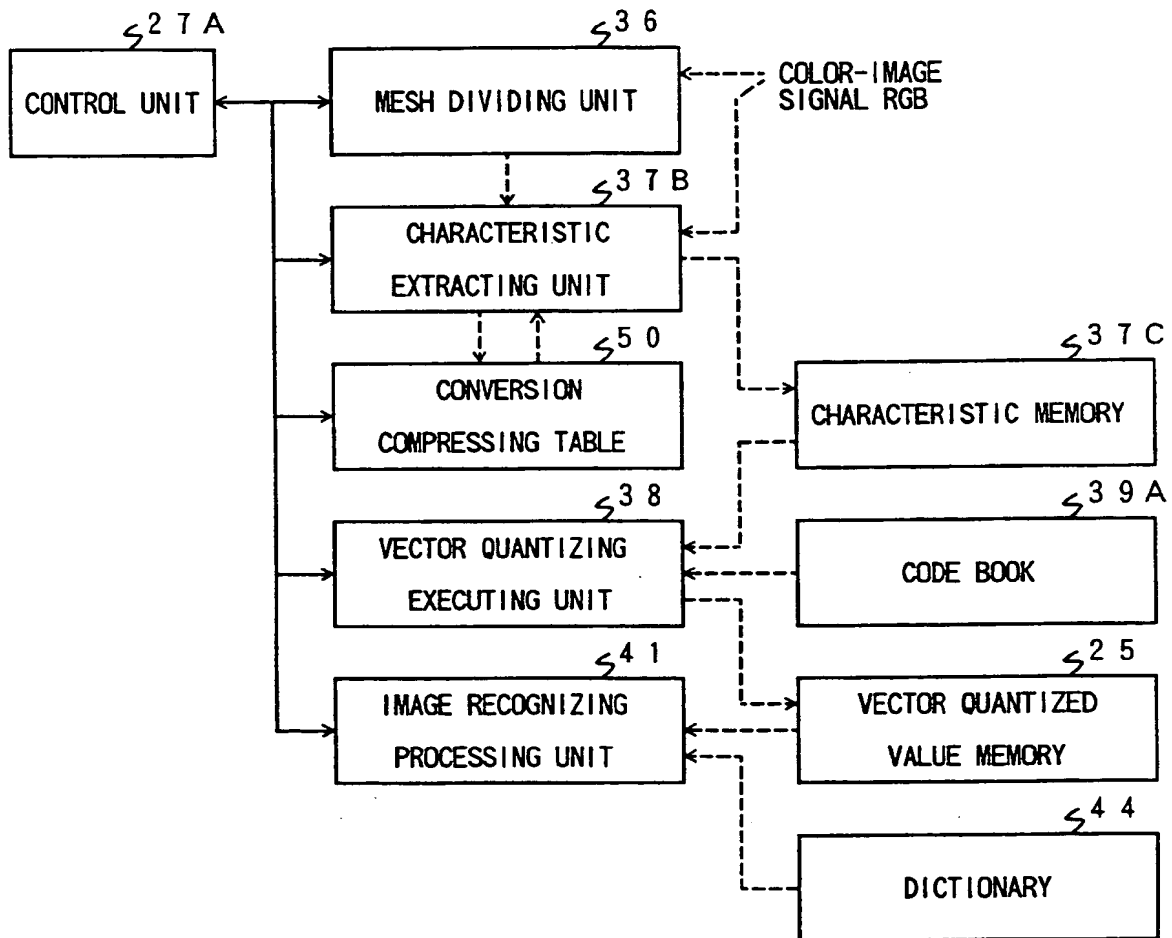 27A
CONTROL UNIT
36
MESH DIVIDING UNIT
COLOR-IMAGE
SIGNAL RGB
37B
CHARACTERISTIC
EXTRACTING UNIT
50
CONVERSION
COMPRESSING TABLE
37C
CHARACTERISTIC MEMORY
38
VECTOR QUANTIZING
EXECUTING UNIT
39A
CODE BOOK
41
IMAGE RECOGNIZING
PROCESSING UNIT
25
VECTOR QUANTIZED
VALUE MEMORY
44
DICTIONARY